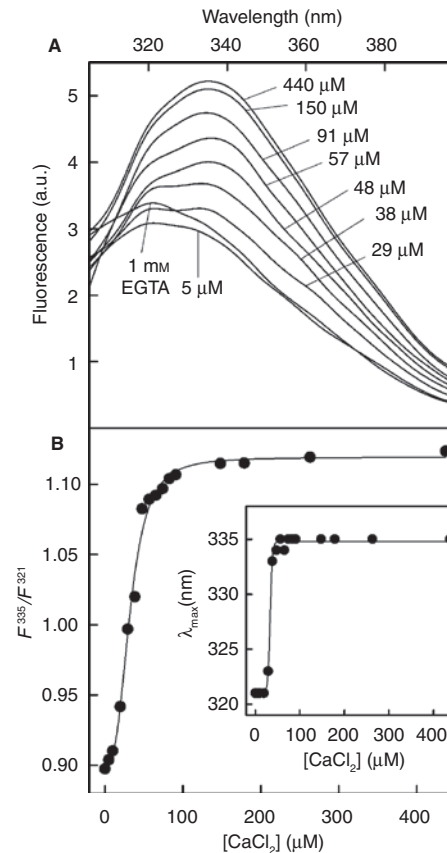 Wavelength (nm)
A
320 340 360 380
5
4
3
2
1
Fluorescence (a.u.)
440 µM
150 µM
91 µM
57 µM
48 µM
38 µM
29 µM
1 mM
EGTA
5 µM
B
1.10
1.05
1.00
0.95
0.90
F³³⁵/F³²¹
335
330
325
320
λmax(nm)
0 100 200 300 400
[CaCl₂] (µM)
0 100 200 300 400
[CaCl₂] (µM)